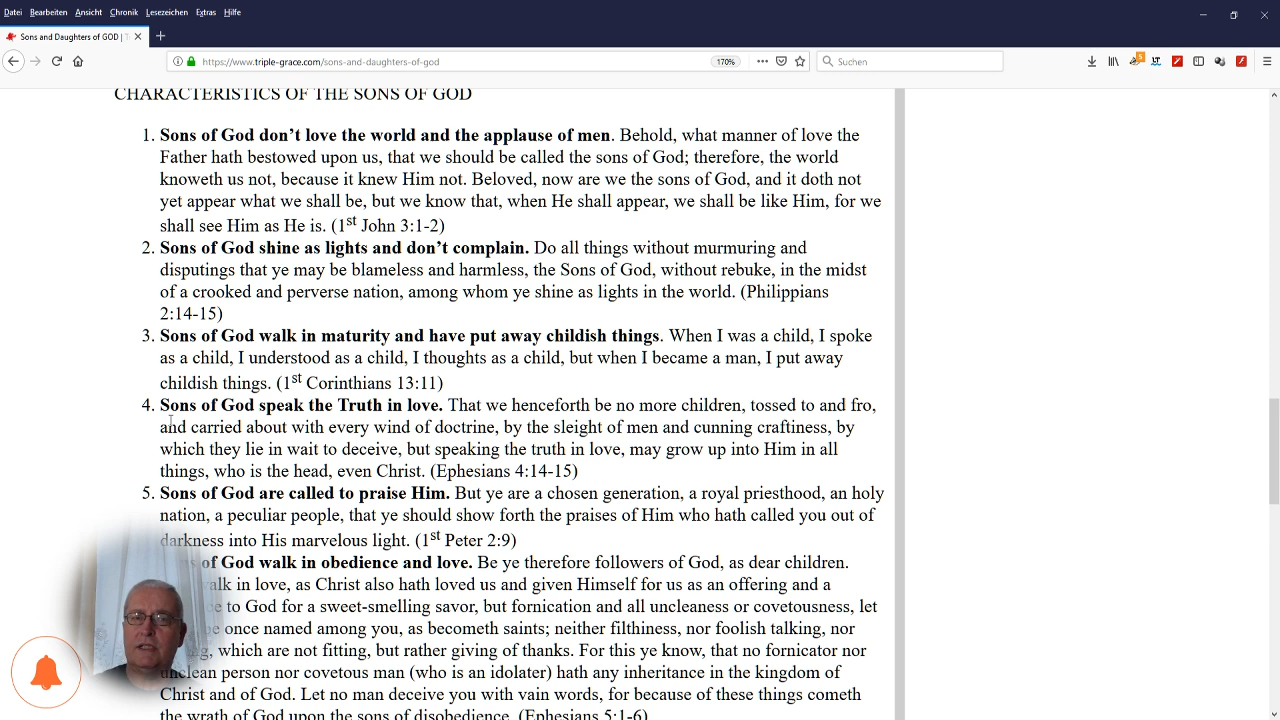 Datei Bearbeiten Ansicht Chronik Lesezeichen Extras Hilfe
Sons and Daughters of GOD | T
https://www.triple-grace.com/sons-and-daughters-of-god 170% Suchen
CHARACTERISTICS OF THE SONS OF GOD
1. Sons of God don't love the world and the applause of men. Behold, what manner of love the
Father hath bestowed upon us, that we should be called the sons of God; therefore, the world
knoweth us not, because it knew Him not. Beloved, now are we the sons of God, and it doth not
yet appear what we shall be, but we know that, when He shall appear, we shall be like Him, for we
shall see Him as He is. (1st John 3:1-2)
2. Sons of God shine as lights and don't complain. Do all things without murmuring and
disputings that ye may be blameless and harmless, the Sons of God, without rebuke, in the midst
of a crooked and perverse nation, among whom ye shine as lights in the world. (Philippians
2:14-15)
3. Sons of God walk in maturity and have put away childish things. When I was a child, I spoke
as a child, I understood as a child, I thoughts as a child, but when I became a man, I put away
childish things. (1st Corinthians 13:11)
4. Sons of God speak the Truth in love. That we henceforth be no more children, tossed to and fro,
and carried about with every wind of doctrine, by the sleight of men and cunning craftiness, by
which they lie in wait to deceive, but speaking the truth in love, may grow up into Him in all
things, who is the head, even Christ. (Ephesians 4:14-15)
5. Sons of God are called to praise Him. But ye are a chosen generation, a royal priesthood, an holy
nation, a peculiar people, that ye should show forth the praises of Him who hath called you out of
darkness into His marvelous light. (1st Peter 2:9)
of God walk in obedience and love. Be ye therefore followers of God, as dear children.
walk in love, as Christ also hath loved us and given Himself for us as an offering and a
to God for a sweet-smelling savor, but fornication and all uncleanness or covetousness, let
once named among you, as becometh saints; neither filthiness, nor foolish talking, nor
which are not fitting, but rather giving of thanks. For this ye know, that no fornicator nor
unclean person nor covetous man (who is an idolater) hath any inheritance in the kingdom of
Christ and of God. Let no man deceive you with vain words, for because of these things cometh
the wrath of God upon the sons of disobedience. (Ephesians 5:1-6)